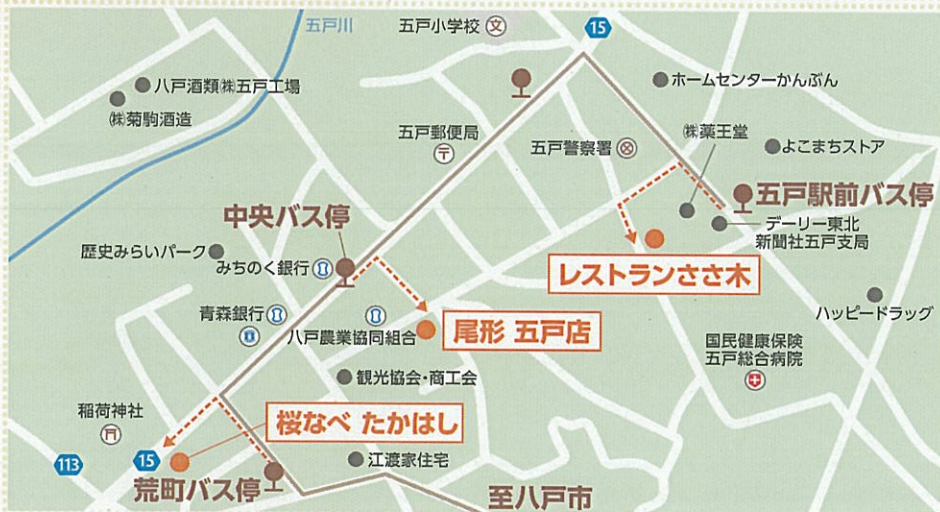 五戸川
五戸小学校
文
15
八戸酒類㈱五戸工場
㈱菊駒酒造
ホームセンターかんぶん
五戸郵便局
〒
五戸警察署
㈱薬王堂
よこまちストア
五戸駅前バス停
デーリー東北
新聞社五戸支局
中央バス停
歴史みらいパーク
みちのく銀行
レストランささ木
青森銀行
八戸農業協同組合
尾形 五戸店
ハッピードラッグ
国民健康保険
五戸総合病院
観光協会・商工会
稲荷神社
桜なべ たかはし
113
15
江渡家住宅
荒町バス停
至八戸市